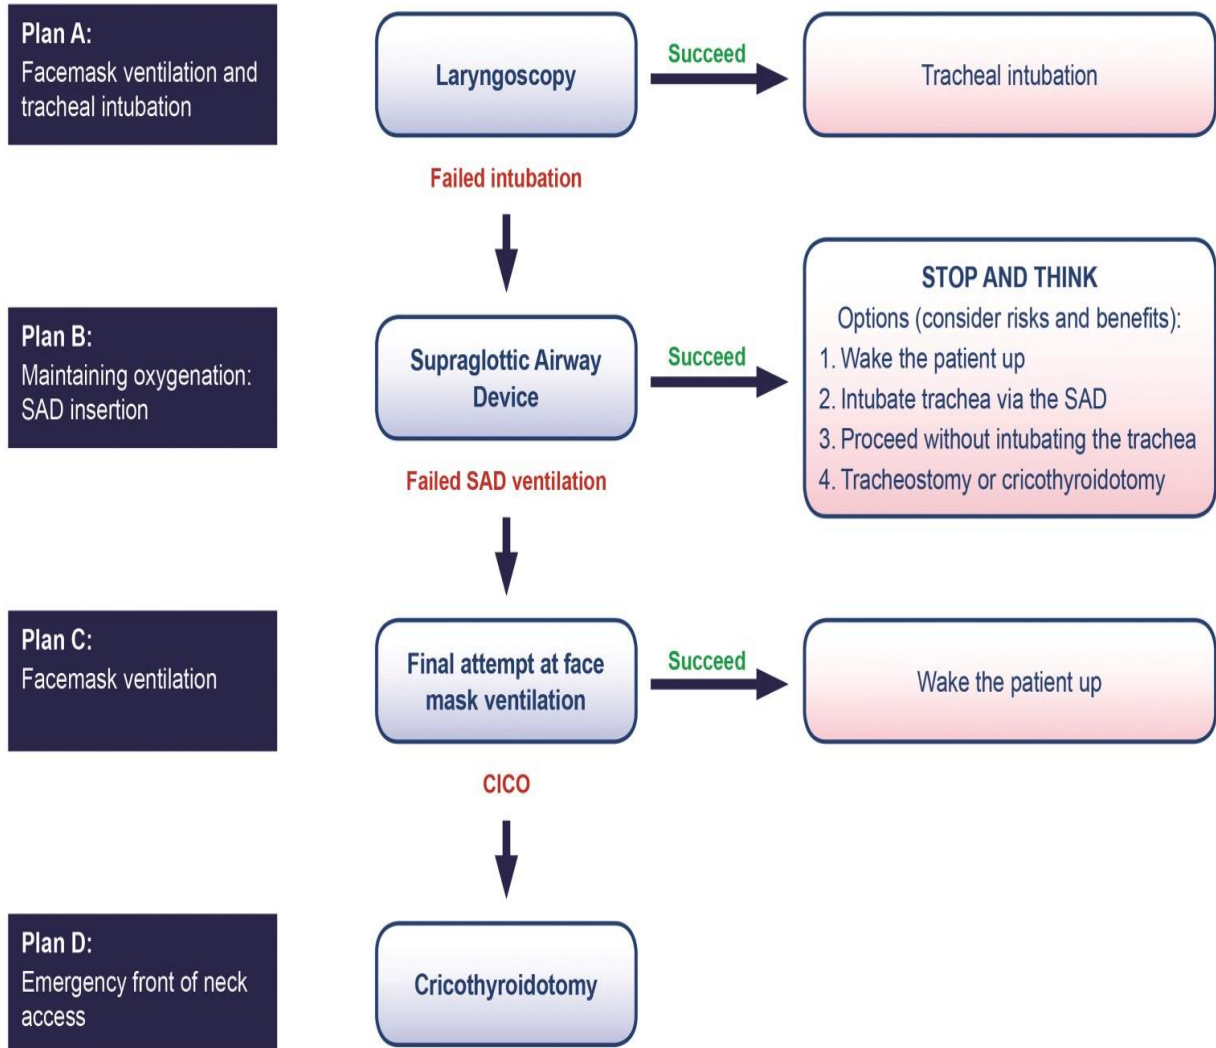 Plan A:
Facemask ventilation and
tracheal intubation
Laryngoscopy
Succeed
Tracheal intubation
Failed intubation
Plan B:
Maintaining oxygenation:
SAD insertion
Supraglottic Airway
Device
Succeed
STOP AND THINK
Options (consider risks and benefits):
1. Wake the patient up
2. Intubate trachea via the SAD
3. Proceed without intubating the trachea
4. Tracheostomy or cricothyroidotomy
Failed SAD ventilation
Plan C:
Facemask ventilation
Final attempt at face
mask ventilation
Succeed
Wake the patient up
CICO
Plan D:
Emergency front of neck
access
Cricothyroidotomy